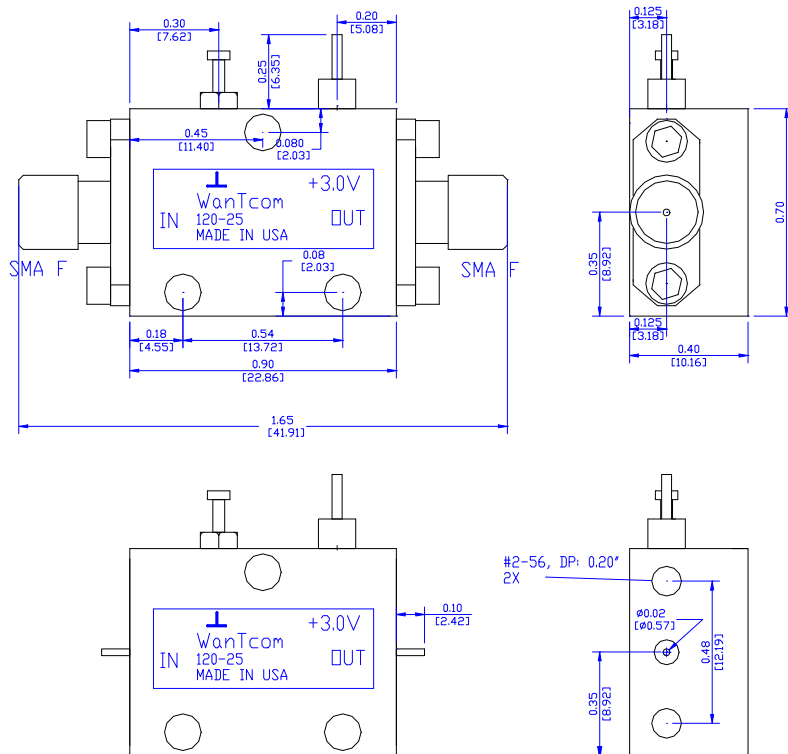 0.30
[7.62]
0.20
[5.08]
0.25
[6.35]
0.125
[3.18]
0.45
[11.40]
0.080
[2.03]
+3.0V
WanTcom
IN 120-25 OUT
MADE IN USA
0.08
[2.03]
SMA F
SMA F
0.18
[4.55]
0.54
[13.72]
0.90
[22.86]
1.65
[41.91]
0.35
[8.92]
0.70
0.125
[3.18]
0.40
[10.16]
+3.0V
WanTcom
IN 120-25 OUT
MADE IN USA
0.10
[2.42]
#2-56, DP: 0.20"
2X
ø0.02
[ø0.57]
0.48
[12.19]
0.35
[8.92]